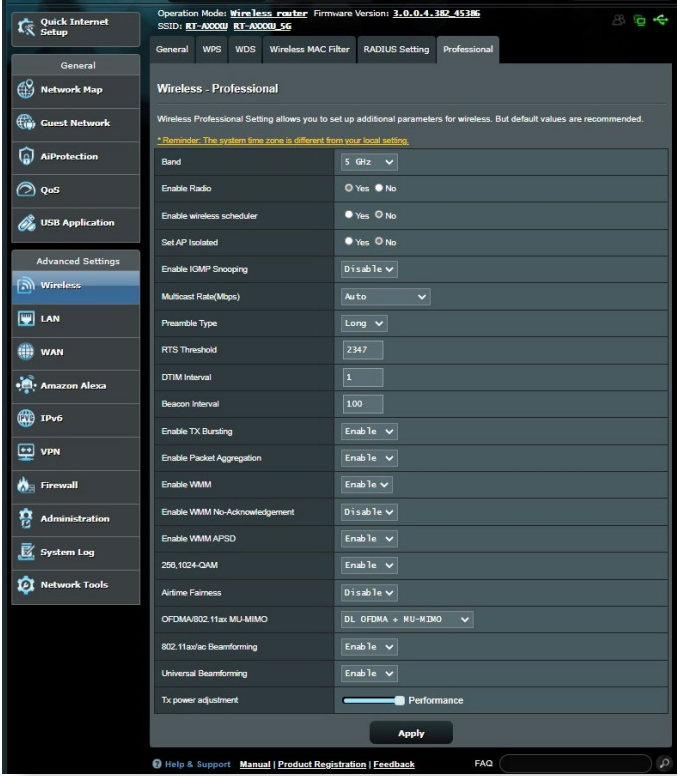 Quick Internet Setup
Operation Mode: Wireless router Firmware Version: 3.0.0.4.382_45386
SSID: RT-AXXXU RT-AXXXU_5G
General WPS WDS Wireless MAC Filter RADIUS Setting Professional
General
Network Map
Guest Network
AiProtection
QoS
USB Application
Advanced Settings
Wireless
LAN
WAN
Amazon Alexa
IPv6
VPN
Firewall
Administration
System Log
Network Tools
Wireless - Professional
Wireless Professional Setting allows you to set up additional parameters for wireless. But default values are recommended.
* Reminder: The system time zone is different from your local setting.
Band 5 GHz
Enable Radio Yes No
Enable wireless scheduler Yes No
Set AP Isolated Yes No
Enable IGMP Snooping Disable
Multicast Rate(Mbps) Auto
Preamble Type Long
RTS Threshold 2347
DTIM Interval 1
Beacon Interval 100
Enable TX Bursting Enable
Enable Packet Aggregation Enable
Enable WMM Enable
Enable WMM No-Acknowledgement Disable
Enable WMM APSD Enable
256,1024-QAM Enable
Airtime Fairness Disable
OFDMA/802.11ax MU-MIMO DL OFDMA + MU-MIMO
802.11ax/ac Beamforming Enable
Universal Beamforming Enable
Tx power adjustment Performance
Apply
Help & Support Manual | Product Registration | Feedback FAQ